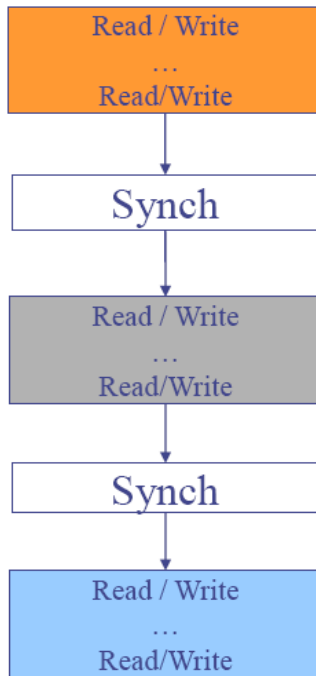 Read / Write
…
Read/Write
Synch
Read / Write
…
Read/Write
Synch
Read / Write
…
Read/Write